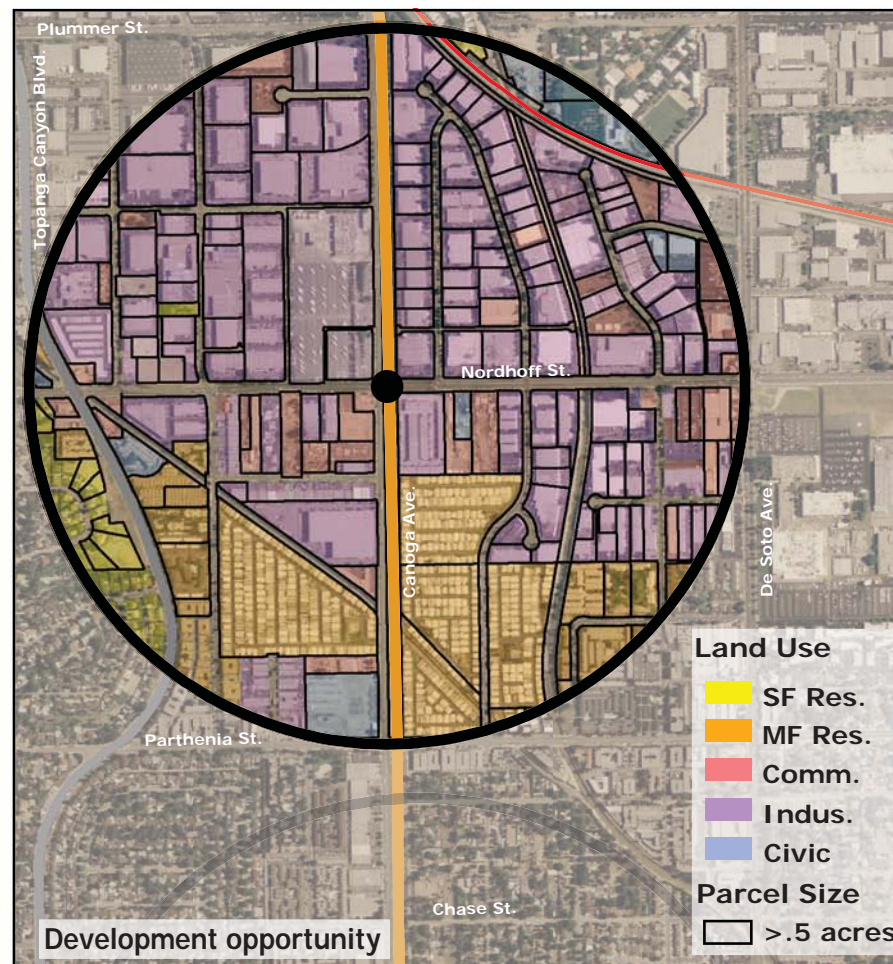 Plummer St.
Topanga Canyon Blvd.
Nordhoff St.
Canoga Ave.
De Soto Ave.
Parthenia St.
Chase St.
Development opportunity
Land Use
SF Res.
MF Res.
Comm.
Indus.
Civic
Parcel Size
>.5 acres